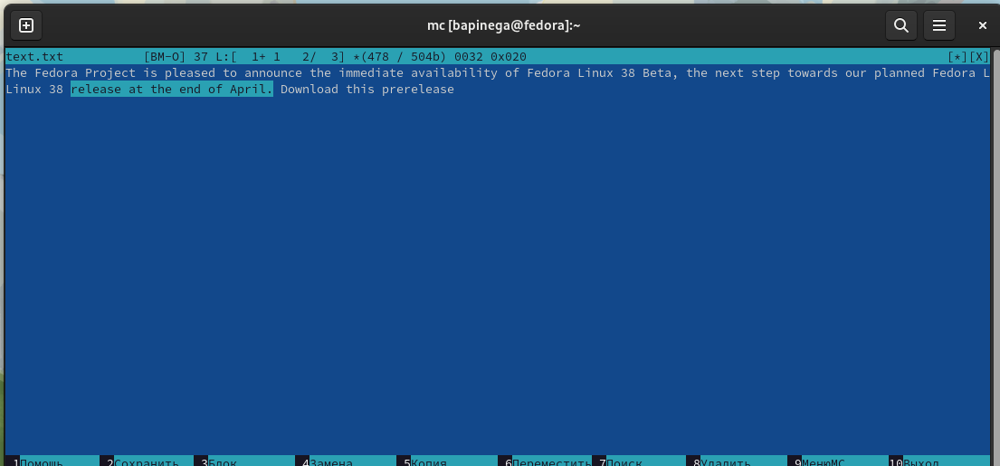 mc [bapinega@fedora]:~
text.txt [BM-O] 37 L:[ 1+ 1 2/ 3] *(478 / 504b) 0032 0x020 [*][X]
The Fedora Project is pleased to announce the immediate availability of Fedora Linux 38 Beta, the next step towards our planned Fedora L
Linux 38 release at the end of April. Download this prerelease
1Помощь 2Сохранить 3Блок 4Замена 5Копия 6Переместить 7Поиск 8Удалить 9МенюМС 10Выход